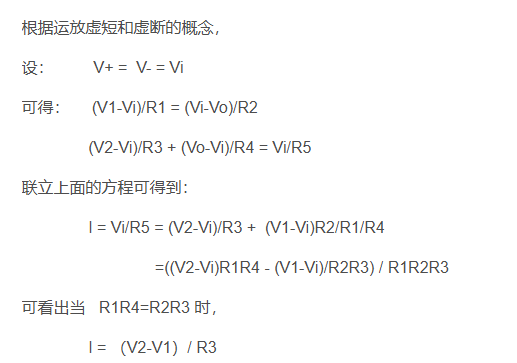 根据运放虚短和虚断的概念，
设： V+ = V- = Vi
可得： (V1-Vi)/R1 = (Vi-Vo)/R2
(V2-Vi)/R3 + (Vo-Vi)/R4 = Vi/R5
联立上面的方程可得到：
I = Vi/R5 = (V2-Vi)/R3 + (V1-Vi)R2/R1/R4
=((V2-Vi)R1R4 - (V1-Vi)/R2R3) / R1R2R3
可看出当 R1R4=R2R3 时，
I = （V2-V1）/ R3